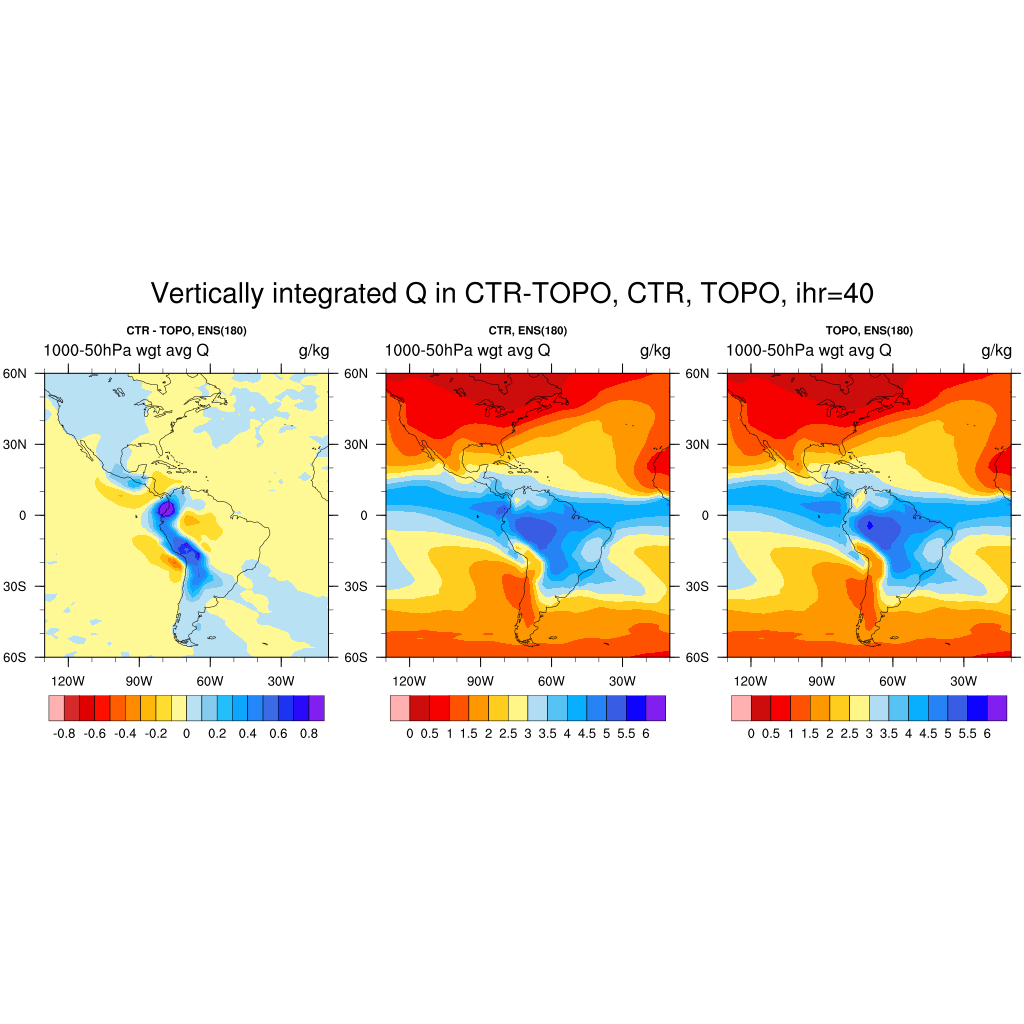 Vertically integrated Q in CTR-TOPO, CTR, TOPO, ihr=40
CTR - TOPO, ENS(180)
1000-50hPa wgt avg Q g/kg
60N
30N
0
30S
60S
120W 90W 60W 30W
-0.8 -0.6 -0.4 -0.2 0 0.2 0.4 0.6 0.8
CTR, ENS(180)
1000-50hPa wgt avg Q g/kg
60N
30N
0
30S
60S
120W 90W 60W 30W
0 0.5 1 1.5 2 2.5 3 3.5 4 4.5 5 5.5 6
TOPO, ENS(180)
1000-50hPa wgt avg Q g/kg
60N
30N
0
30S
60S
120W 90W 60W 30W
0 0.5 1 1.5 2 2.5 3 3.5 4 4.5 5 5.5 6